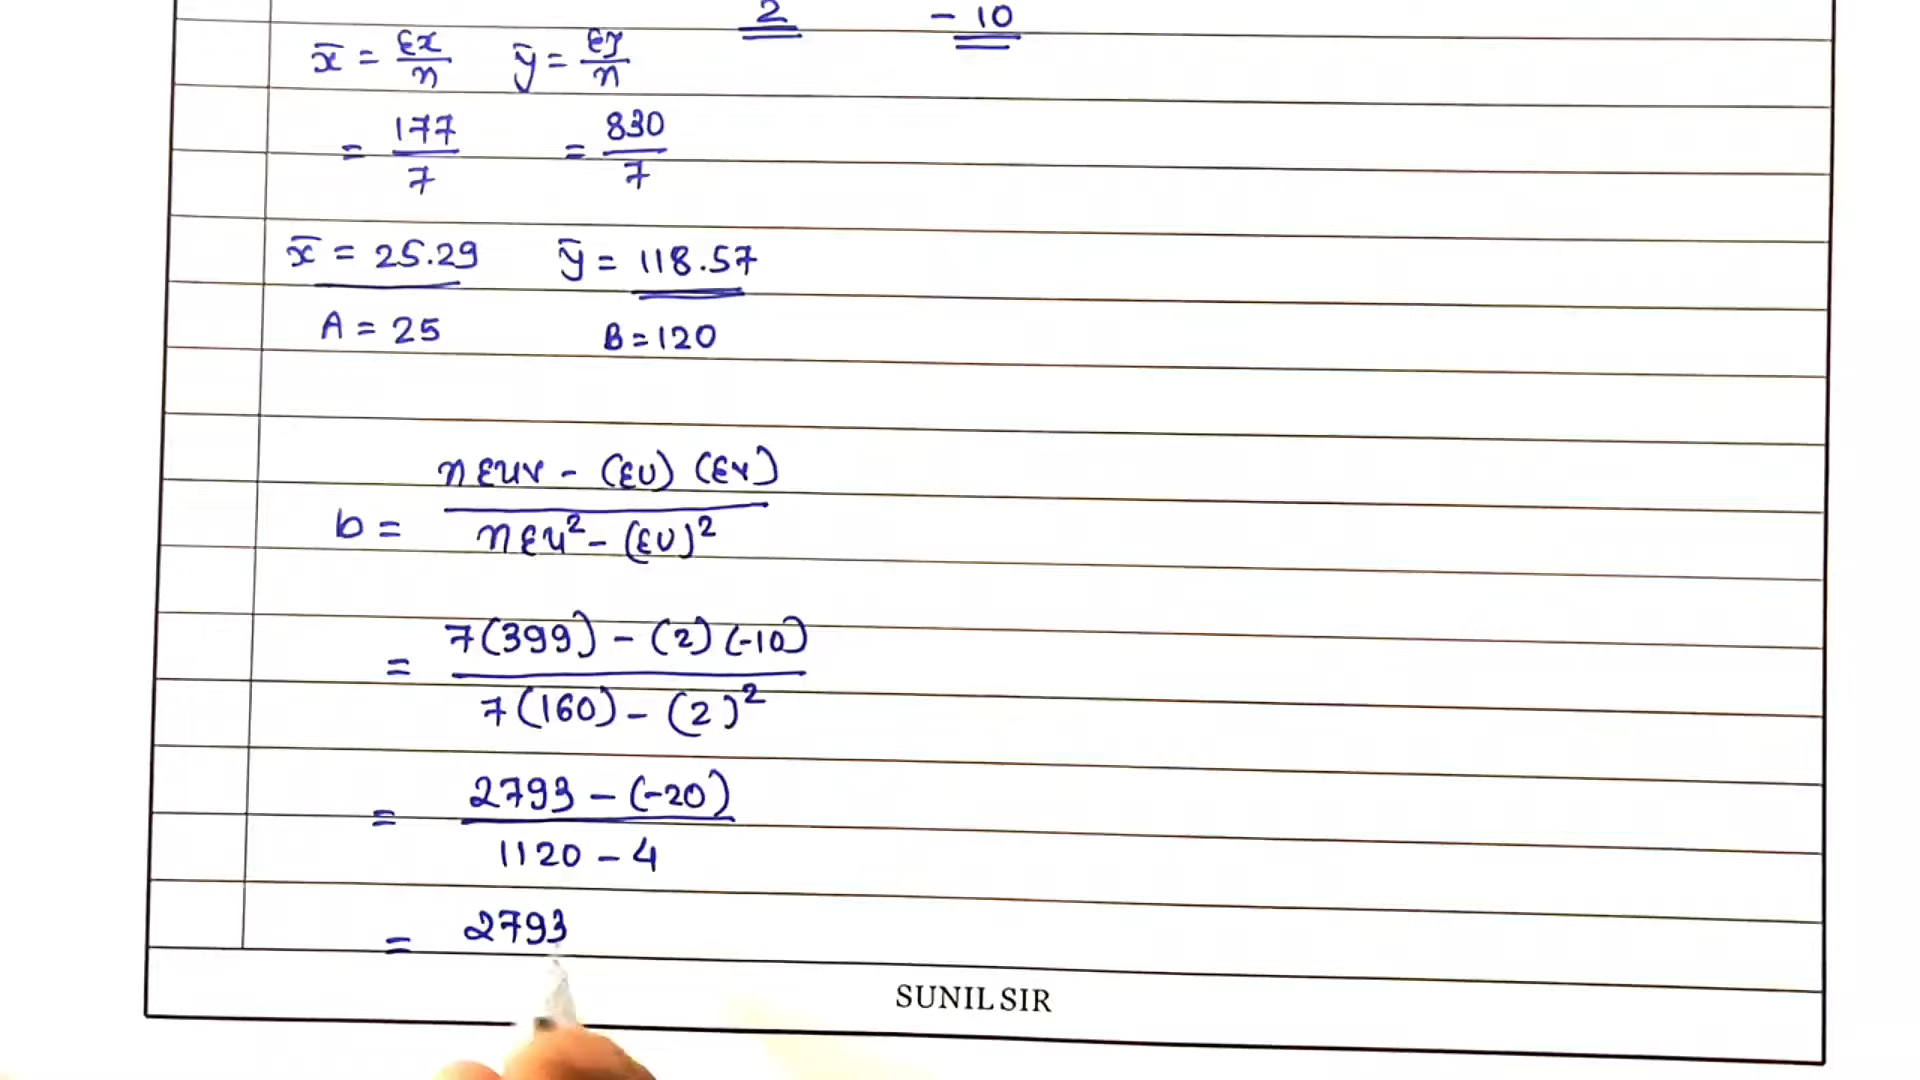 2 - 10
x̄ = Σx/n ȳ = Σy/n
= 177/7 = 830/7
x̄ = 25.29 ȳ = 118.57
A = 25 B = 120
b = nΣuv - (Σu) (Σv) / nΣu² - (Σu)²
= 7(399) - (2) (-10) / 7(160) - (2)²
= 2793 - (-20) / 1120 - 4
= 2793
SUNIL SIR